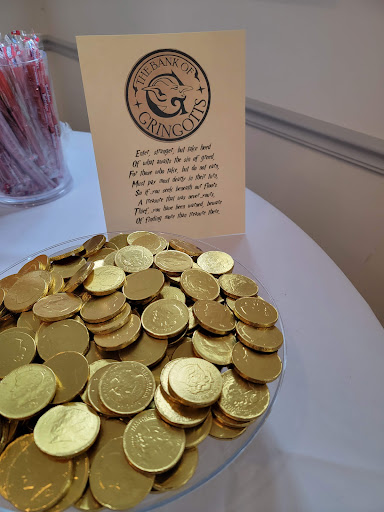 THE BANK OF
GRINGOTTS
Enter, stranger, but take heed
Of what awaits the sin of greed,
For those who take, but do not earn,
Must pay most dearly in their turn,
So if you seek beneath our floors
A treasure that was never yours,
Thief, you have been warned, beware
Of finding more than treasure there.